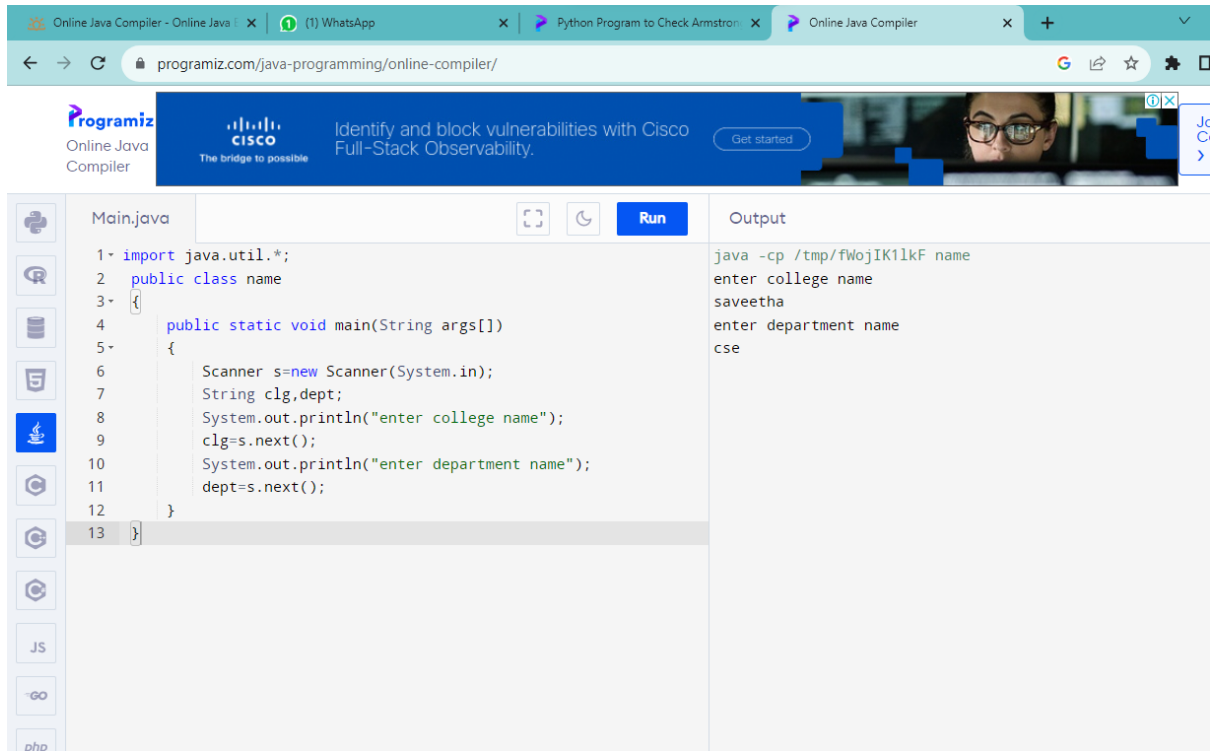 Online Java Compiler - Online Java E
(1) WhatsApp
Python Program to Check Armstron
Online Java Compiler
programiz.com/java-programming/online-compiler/
Programiz
Online Java
Compiler
CISCO
The bridge to possible
Identify and block vulnerabilities with Cisco
Full-Stack Observability.
Get started
Main.java
Run
1 import java.util.*;
2 public class name
3 {
4 public static void main(String args[])
5 {
6 Scanner s=new Scanner(System.in);
7 String clg,dept;
8 System.out.println("enter college name");
9 clg=s.next();
10 System.out.println("enter department name");
11 dept=s.next();
12 }
13 }
JS
GO
php
Output
java -cp /tmp/fWojIK1lkF name
enter college name
saveetha
enter department name
cse